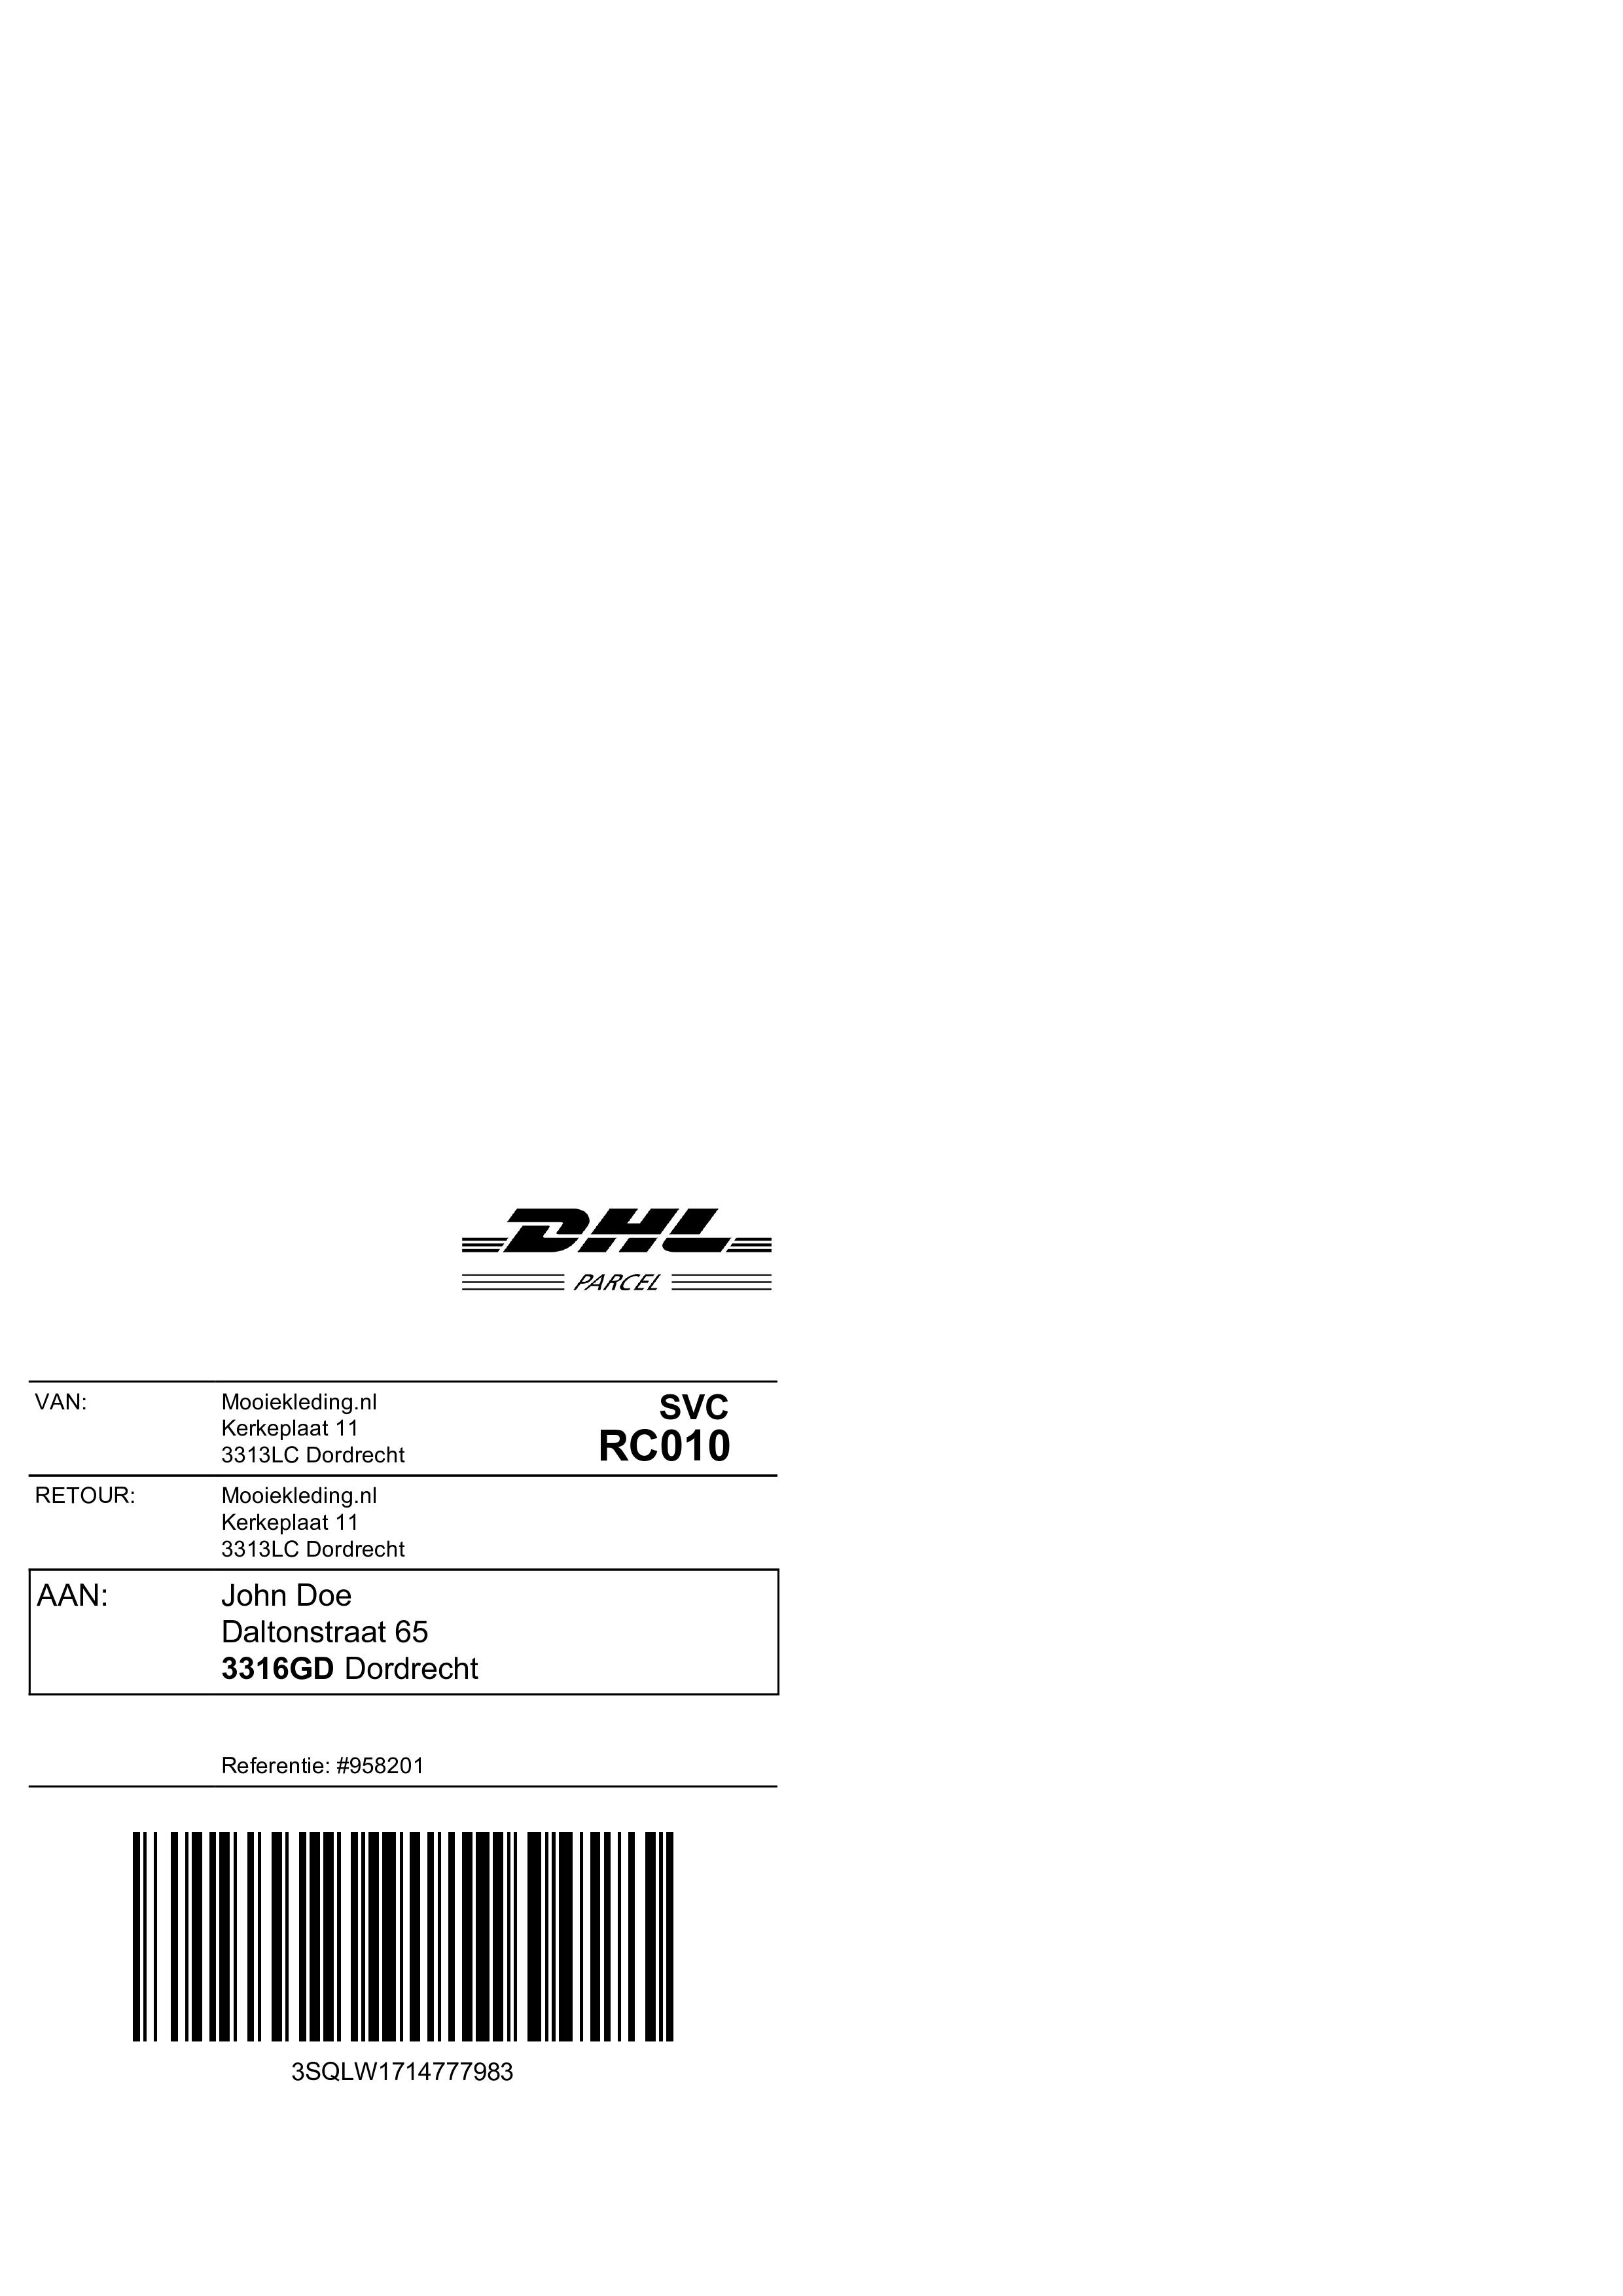 DHL
PARCEL
VAN:
Mooiekleding.nl
Kerkeplaat 11
3313LC Dordrecht
SVC
RC010
RETOUR:
Mooiekleding.nl
Kerkeplaat 11
3313LC Dordrecht
AAN:
John Doe
Daltonstraat 65
3316GD Dordrecht
Referentie: #958201
3SQLW1714777983